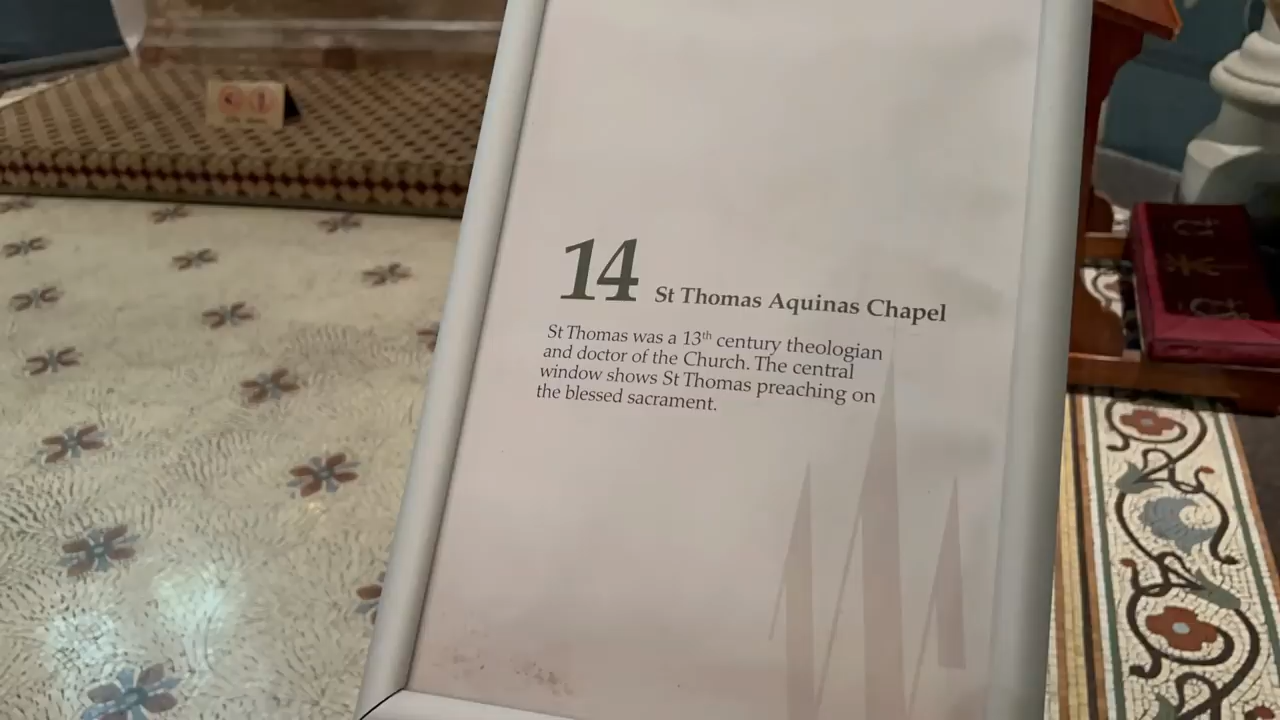 14 St Thomas Aquinas Chapel
St Thomas was a 13th century theologian
and doctor of the Church. The central
window shows St Thomas preaching on
the blessed sacrament.